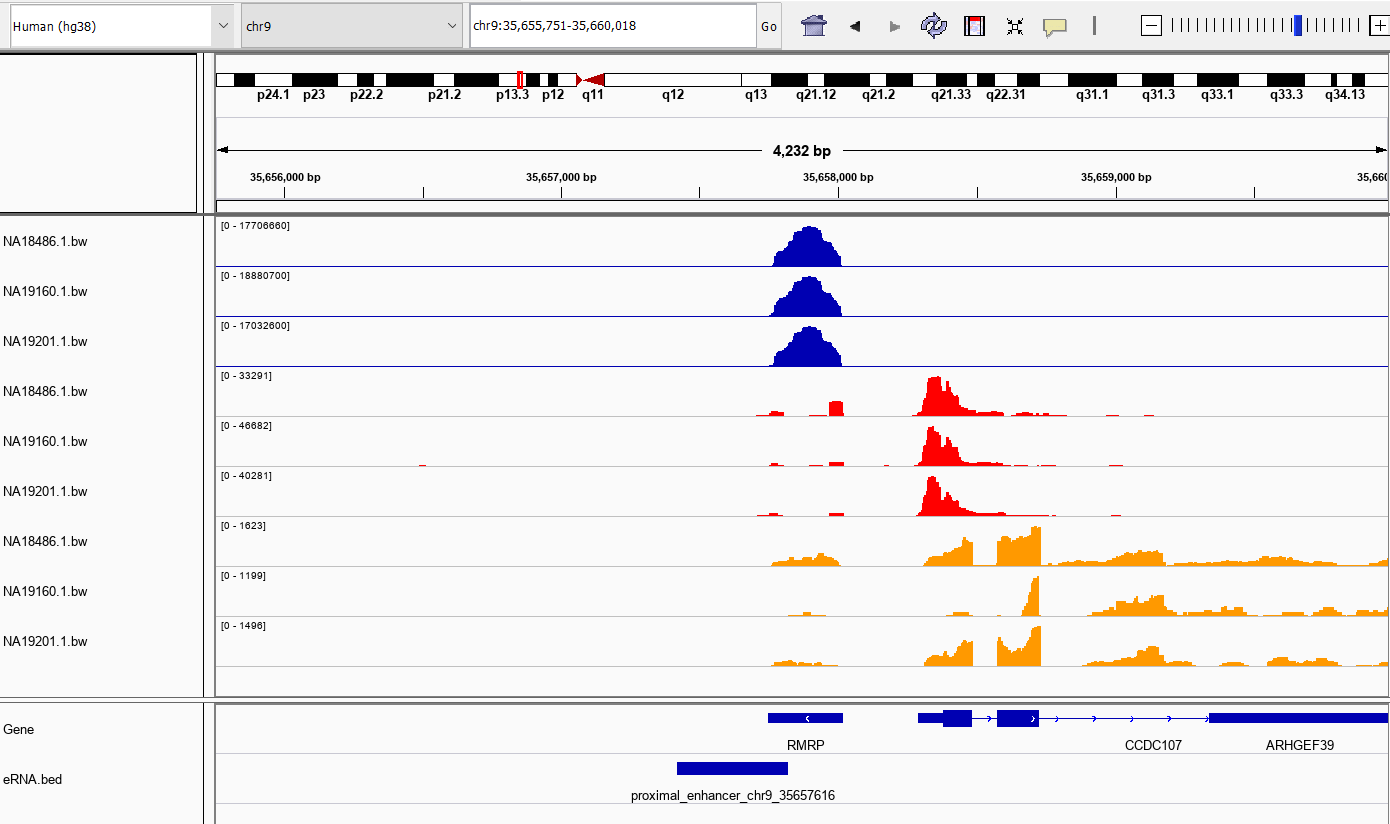 Human (hg38) chr9 chr9:35,655,751-35,660,018 Go
p24.1 p23 p22.2 p21.2 p13.3 p12 q11 q12 q13 q21.12 q21.2 q21.33 q22.31 q31.1 q31.3 q33.1 q33.3 q34.13
4,232 bp
35,656,000 bp 35,657,000 bp 35,658,000 bp 35,659,000 bp 35,660
NA18486.1.bw [0 - 17706660]
NA19160.1.bw [0 - 18880700]
NA19201.1.bw [0 - 17032600]
NA18486.1.bw [0 - 33291]
NA19160.1.bw [0 - 46682]
NA19201.1.bw [0 - 40281]
NA18486.1.bw [0 - 1623]
NA19160.1.bw [0 - 1199]
NA19201.1.bw [0 - 1496]
Gene
RMRP CCDC107 ARHGEF39
eRNA.bed
proximal_enhancer_chr9_35657616